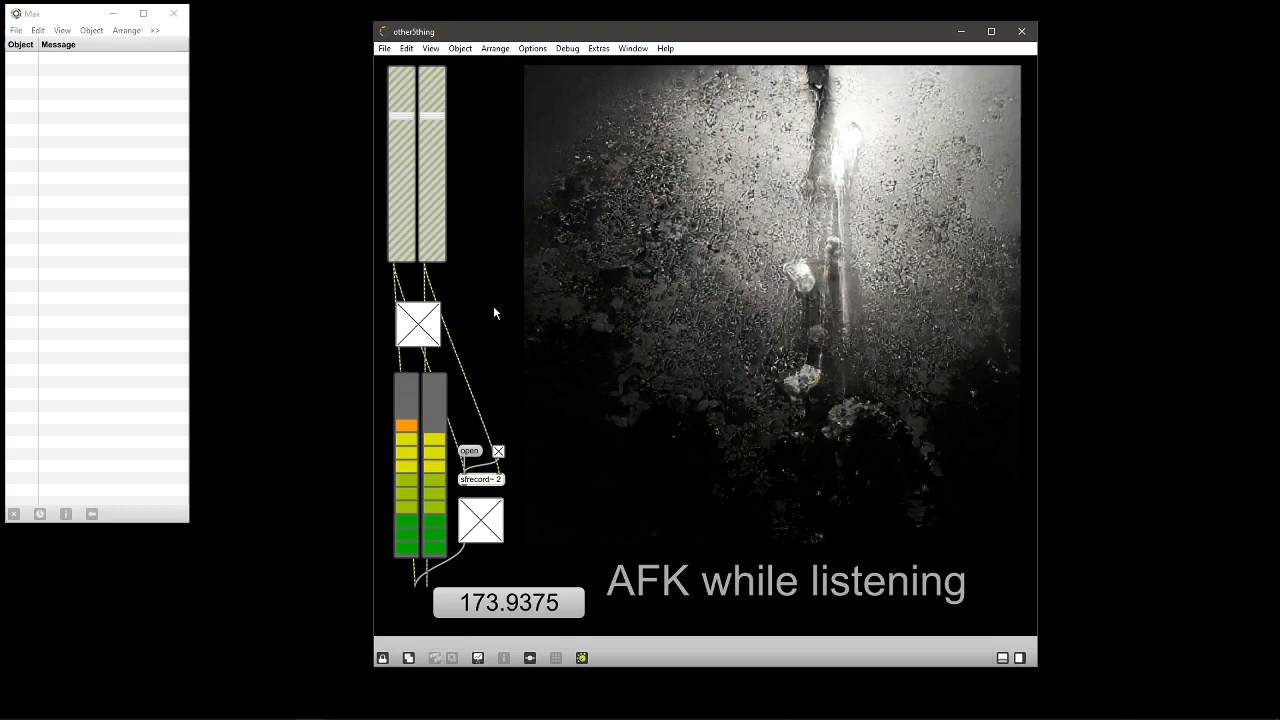 Max
File Edit View Object Arrange >>
Object Message
other5thing
File Edit View Object Arrange Options Debug Extras Window Help
open
sfrecord~ 2
173.9375
AFK while listening